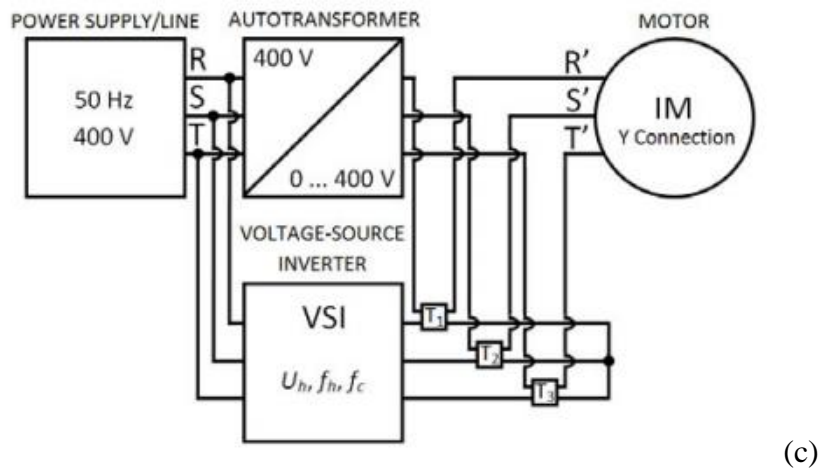 POWER SUPPLY/LINE
AUTOTRANSFORMER
MOTOR
R
S
T
50 Hz
400 V
400 V
0 ... 400 V
R'
S'
T'
IM
Y Connection
VOLTAGE-SOURCE
INVERTER
VSI
Uh, fh, fc
T1
T2
T3
(c)